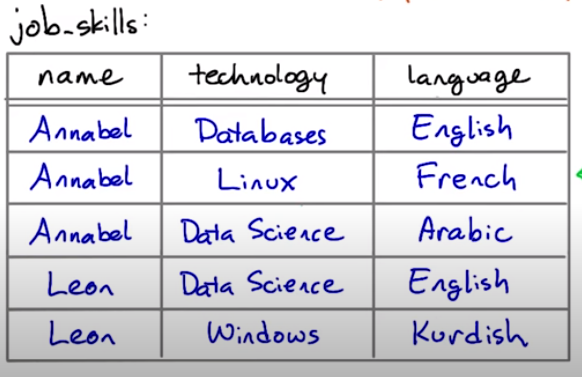 job_skills:
name technology language
Annabel Databases English
Annabel Linux French
Annabel Data Science Arabic
Leon Data Science English
Leon Windows Kurdish